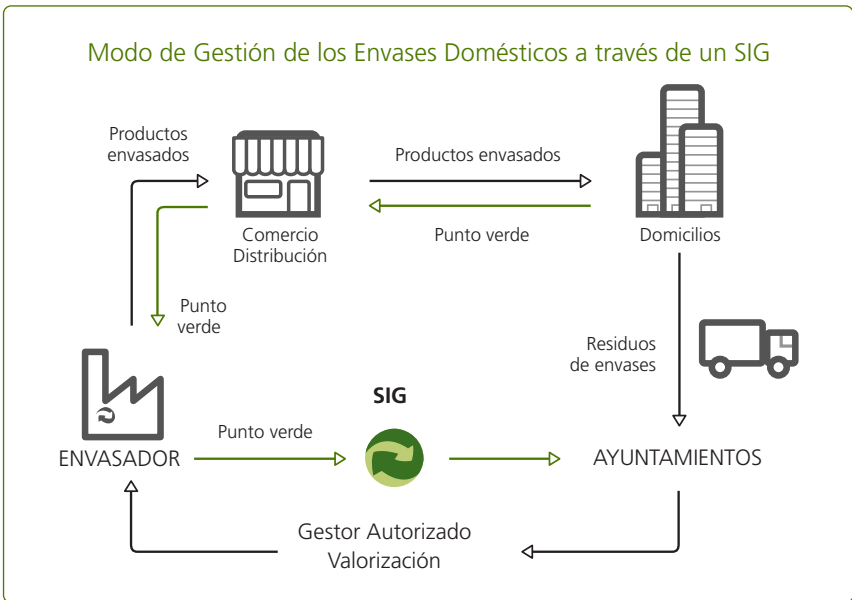 Modo de Gestión de los Envases Domésticos a través de un SIG
Productos
envasados
Productos envasados
Comercio
Distribución
Punto verde
Domicilios
Punto
verde
Residuos
de envases
SIG
Punto verde
ENVASADOR
AYUNTAMIENTOS
Gestor Autorizado
Valorización